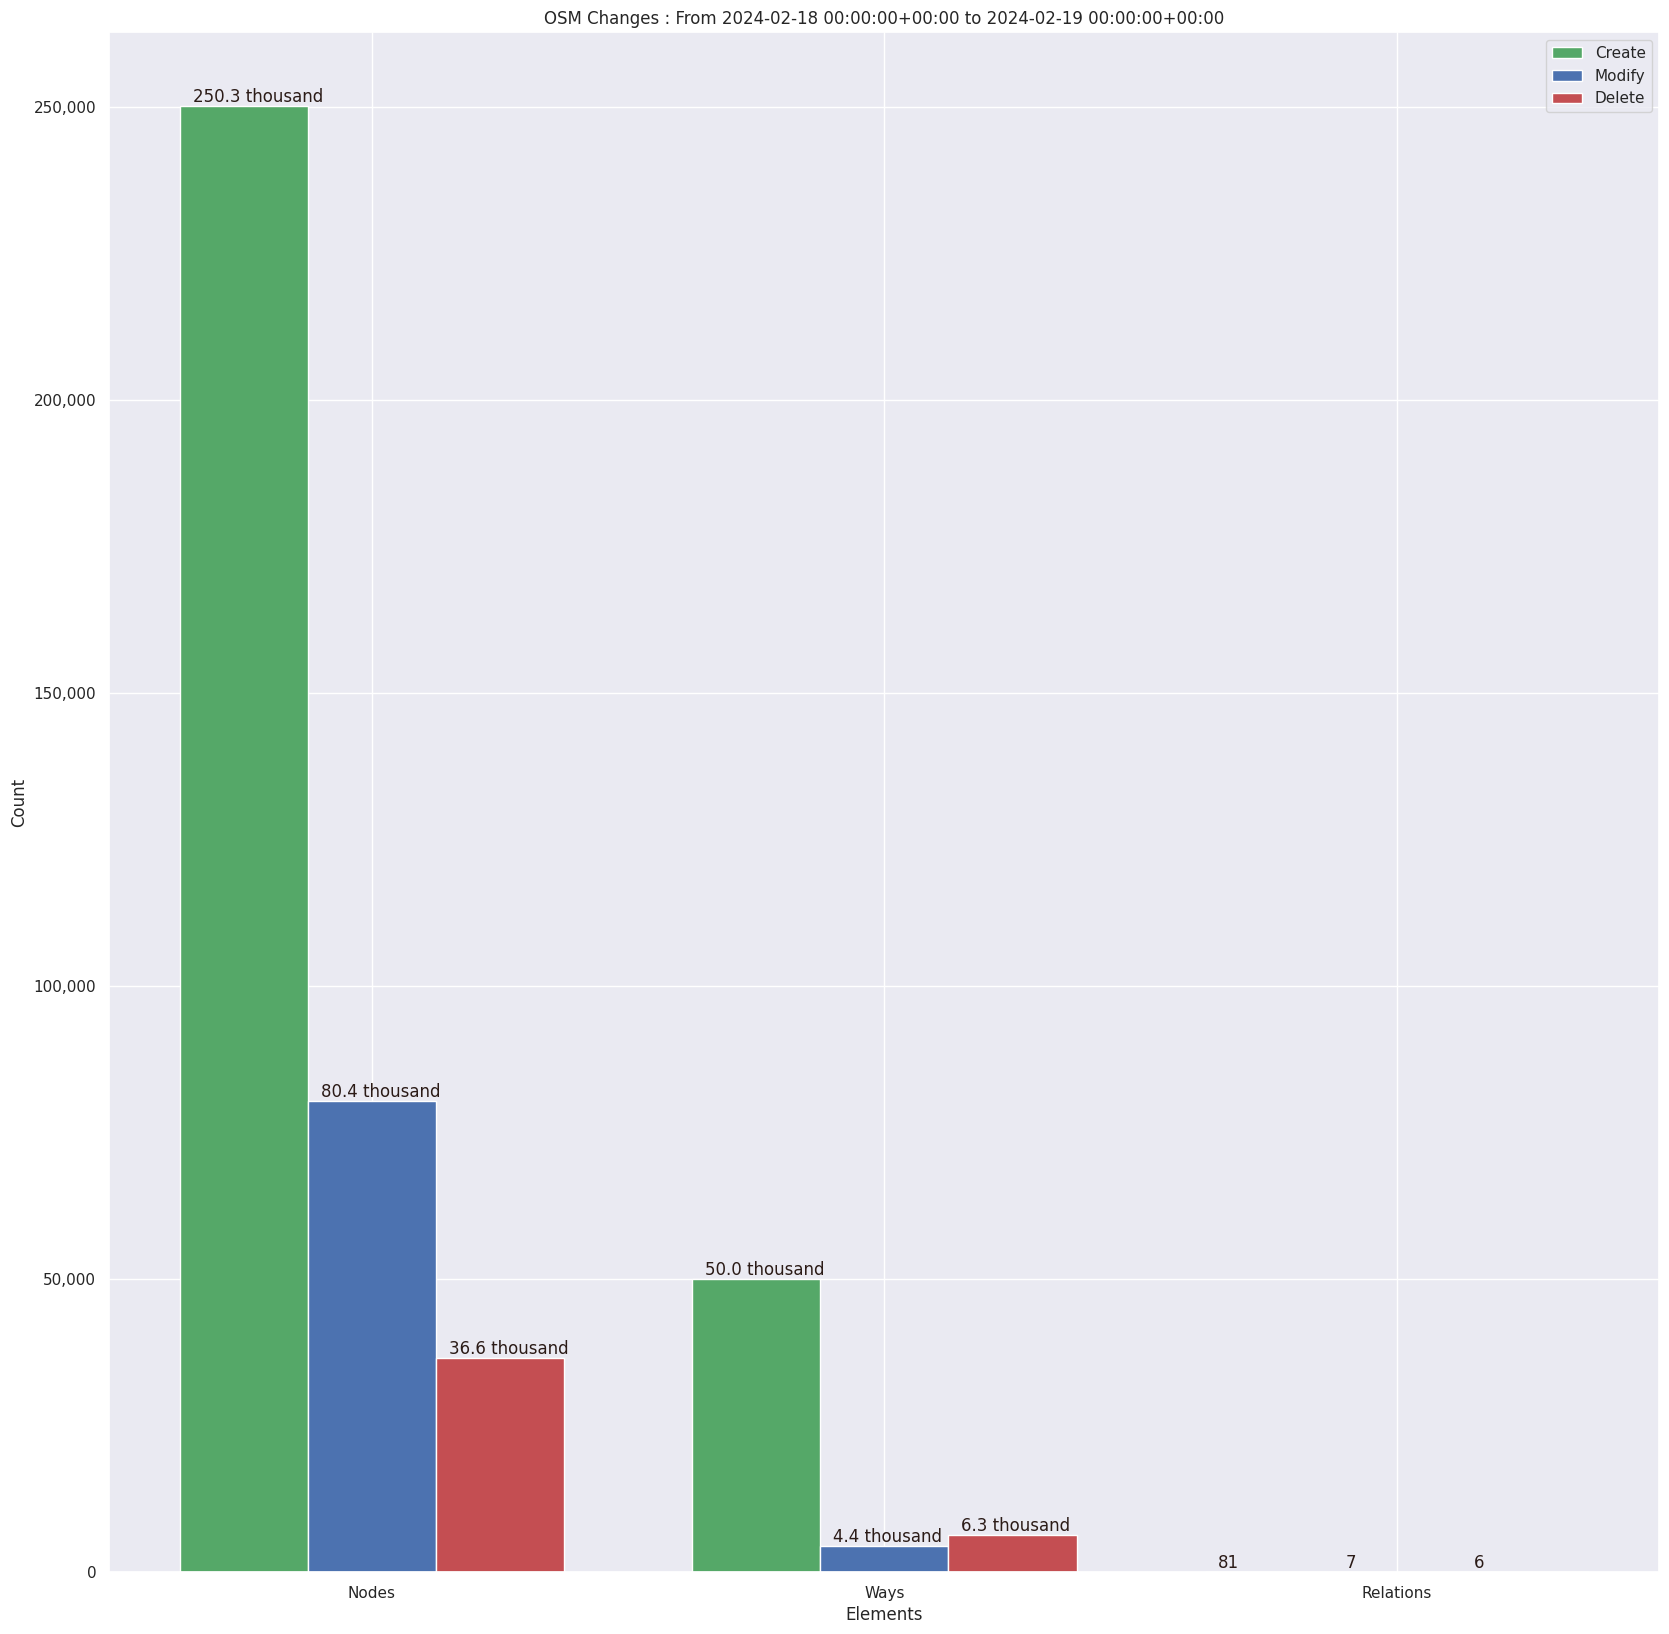 OSM Changes : From 2024-02-18 00:00:00+00:00 to 2024-02-19 00:00:00+00:00
Create
Modify
Delete
250,000
200,000
150,000
100,000
50,000
0
Count
250.3 thousand
80.4 thousand
36.6 thousand
50.0 thousand
4.4 thousand
6.3 thousand
81
7
6
Nodes
Ways
Relations
Elements